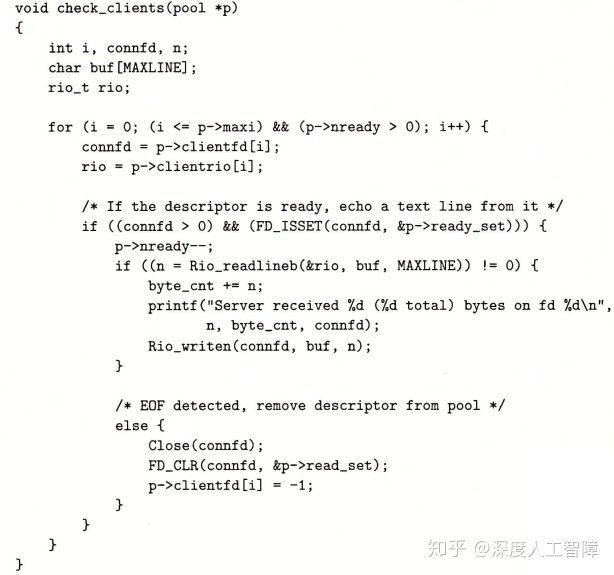 void check_clients(pool *p)
{
    int i, connfd, n;
    char buf[MAXLINE];
    rio_t rio;

    for (i = 0; (i <= p->maxi) && (p->nready > 0); i++) {
        connfd = p->clientfd[i];
        rio = p->clientrio[i];

        /* If the descriptor is ready, echo a text line from it */
        if ((connfd > 0) && (FD_ISSET(connfd, &p->ready_set))) {
            p->nready--;
            if ((n = Rio_readlineb(&rio, buf, MAXLINE)) != 0) {
                byte_cnt += n;
                printf("Server received %d (%d total) bytes on fd %d\n",
                       n, byte_cnt, connfd);
                Rio_writen(connfd, buf, n);
            }

            /* EOF detected, remove descriptor from pool */
            else {
                Close(connfd);
                FD_CLR(connfd, &p->read_set);
                p->clientfd[i] = -1;
            }
        }
    }
}
知乎 @深度人工智障